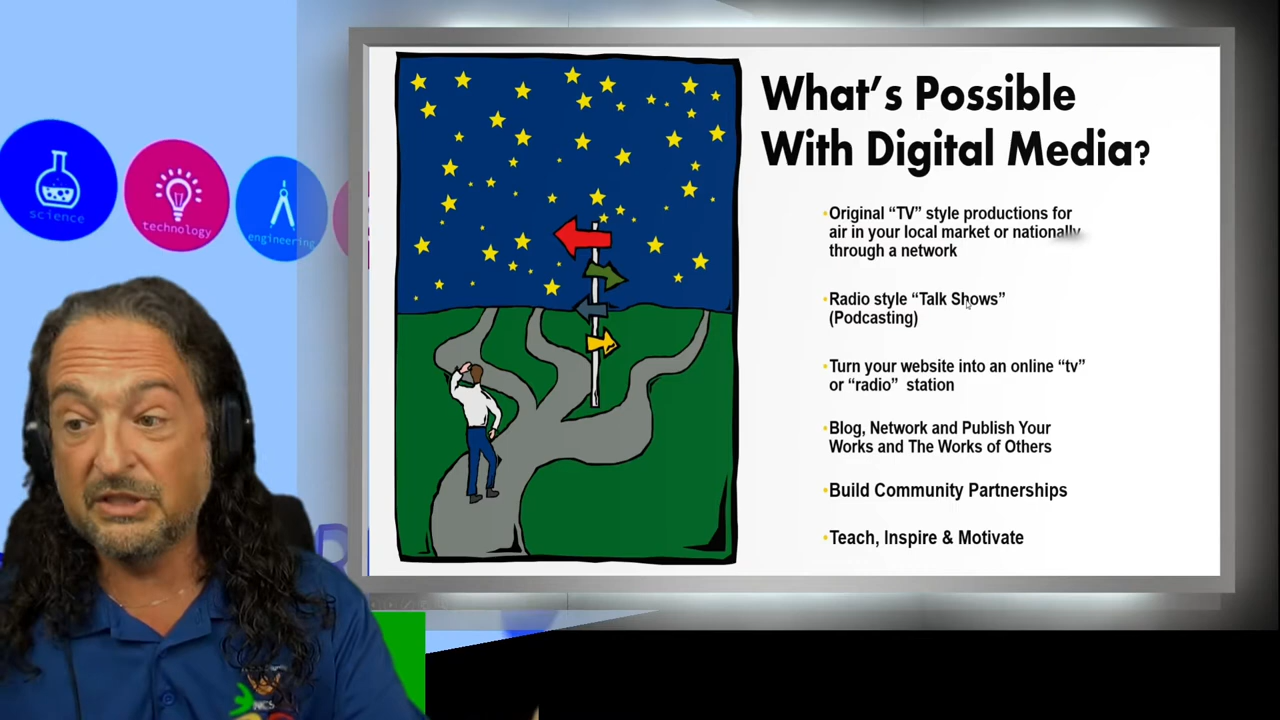 science
technology
engineering
What's Possible
With Digital Media?
•Original “TV” style productions for
air in your local market or nationally
through a network
•Radio style “Talk Shows”
(Podcasting)
•Turn your website into an online “tv”
or “radio” station
•Blog, Network and Publish Your
Works and The Works of Others
•Build Community Partnerships
•Teach, Inspire & Motivate